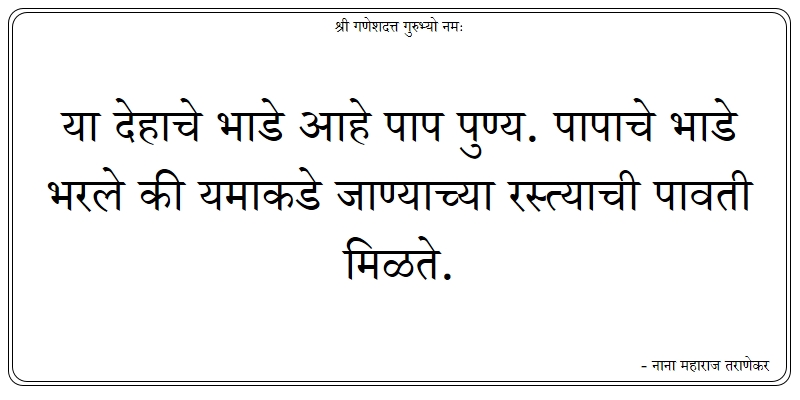 श्री गणेशदत्त गुरुभ्यो नमः
या देहाचे भाडे आहे पाप पुण्य. पापाचे भाडे
भरले की यमाकडे जाण्याच्या रस्त्याची पावती
मिळते.
- नाना महाराज तराणेकर